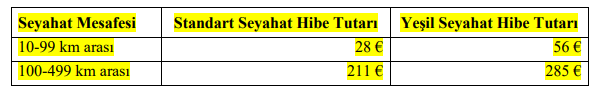 Seyahat Mesafesi Standart Seyahat Hibe Tutarı Yeşil Seyahat Hibe Tutarı
10-99 km arası 28 € 56 €
100-499 km arası 211 € 285 €